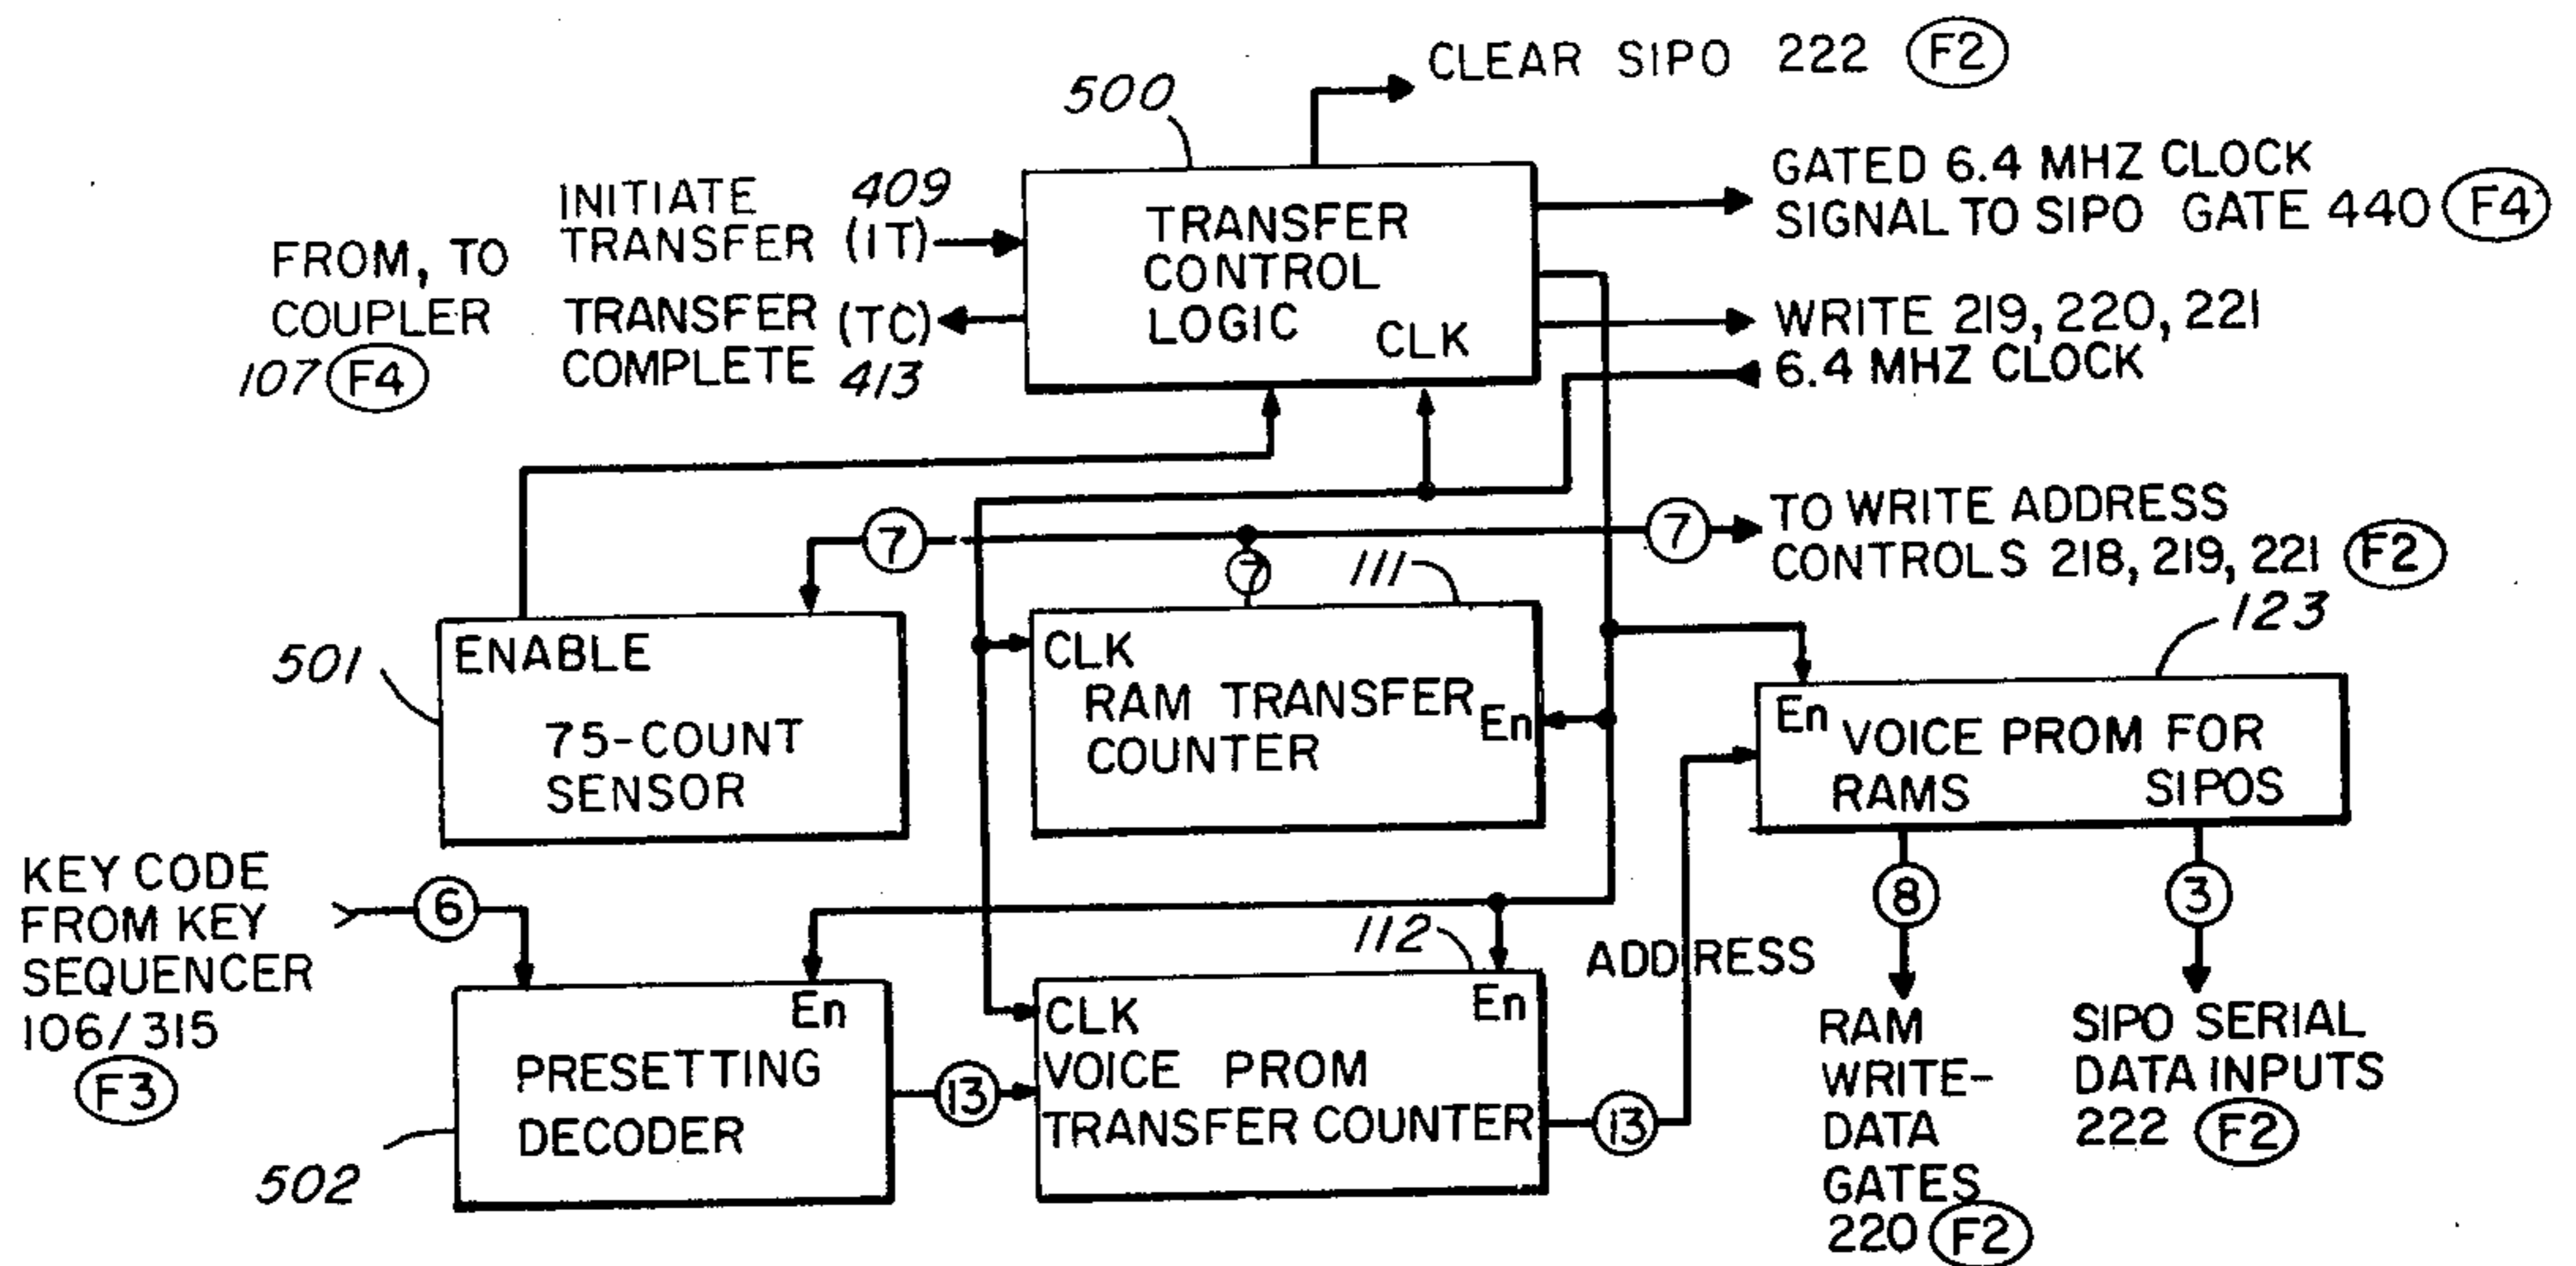 CLEAR SIPO 222 F2
500
GATED 6.4 MHZ CLOCK
SIGNAL TO SIPO GATE 440 F4
INITIATE 409
TRANSFER (IT)
FROM, TO
COUPLER
107 F4
TRANSFER (TC)
COMPLETE 413
TRANSFER
CONTROL
LOGIC
CLK
WRITE 219, 220, 221
6.4 MHZ CLOCK
7
7
7
TO WRITE ADDRESS
CONTROLS 218, 219, 221 F2
111
123
501
ENABLE
75-COUNT
SENSOR
CLK
RAM TRANSFER
COUNTER
En
En
VOICE PROM FOR
RAMS SIPOS
KEY CODE
FROM KEY
SEQUENCER
106/315
F3
6
112
ADDRESS
8
3
En
PRESETTING
DECODER
502
13
CLK
En
VOICE PROM
TRANSFER COUNTER
13
RAM
WRITE-
DATA
GATES
220 F2
SIPO SERIAL
DATA INPUTS
222 F2